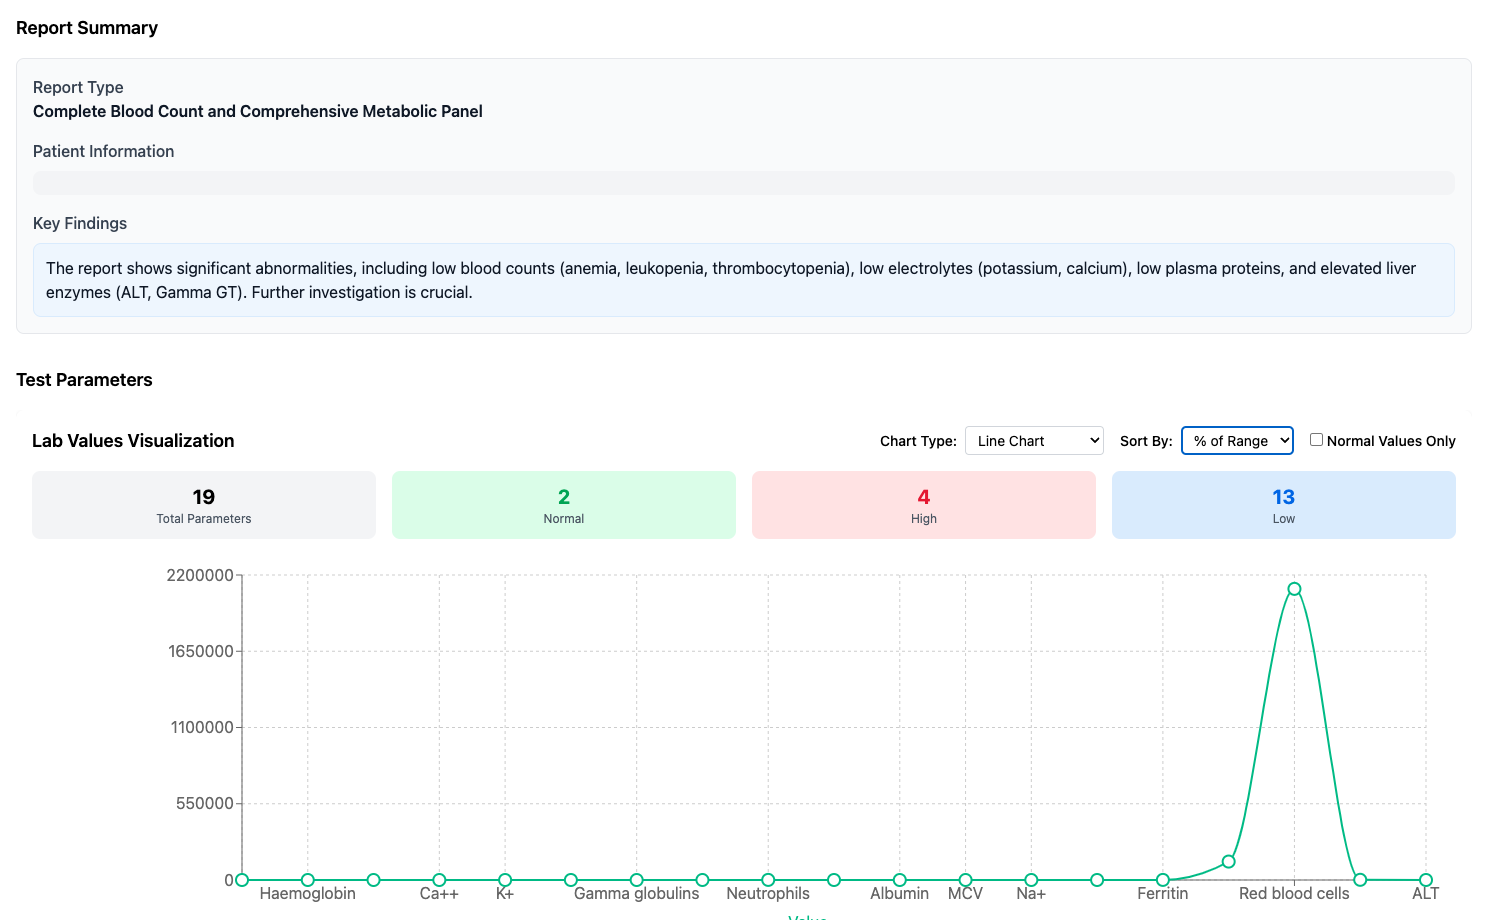 Report Summary
Report Type
Complete Blood Count and Comprehensive Metabolic Panel
Patient Information
Key Findings
The report shows significant abnormalities, including low blood counts (anemia, leukopenia, thrombocytopenia), low electrolytes (potassium, calcium), low plasma proteins, and elevated liver
enzymes (ALT, Gamma GT). Further investigation is crucial.
Test Parameters
Lab Values Visualization
Chart Type: Line Chart Sort By: % of Range Normal Values Only
19
Total Parameters
2
Normal
4
High
13
Low
2200000
1650000
1100000
550000
0
Haemoglobin Ca++ K+ Gamma globulins Neutrophils Albumin MCV Na+ Ferritin Red blood cells ALT